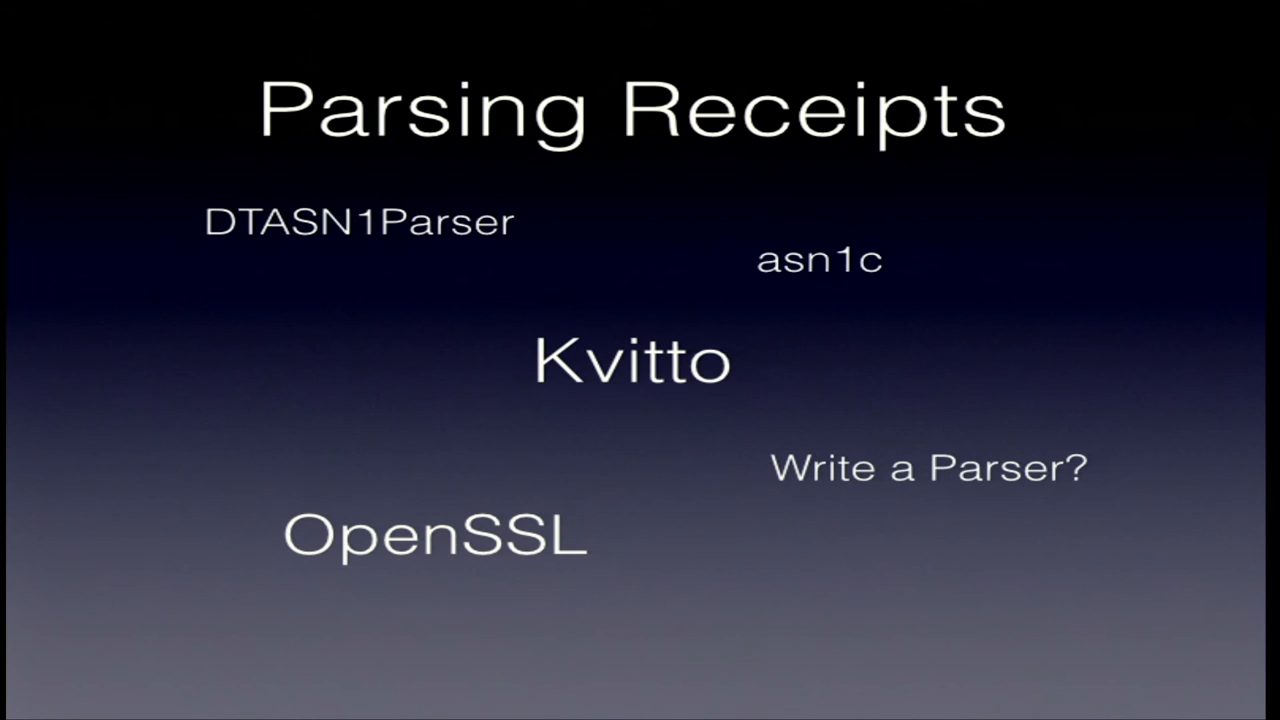 Parsing Receipts
DTASN1Parser
asn1c
Kvitto
Write a Parser?
OpenSSL